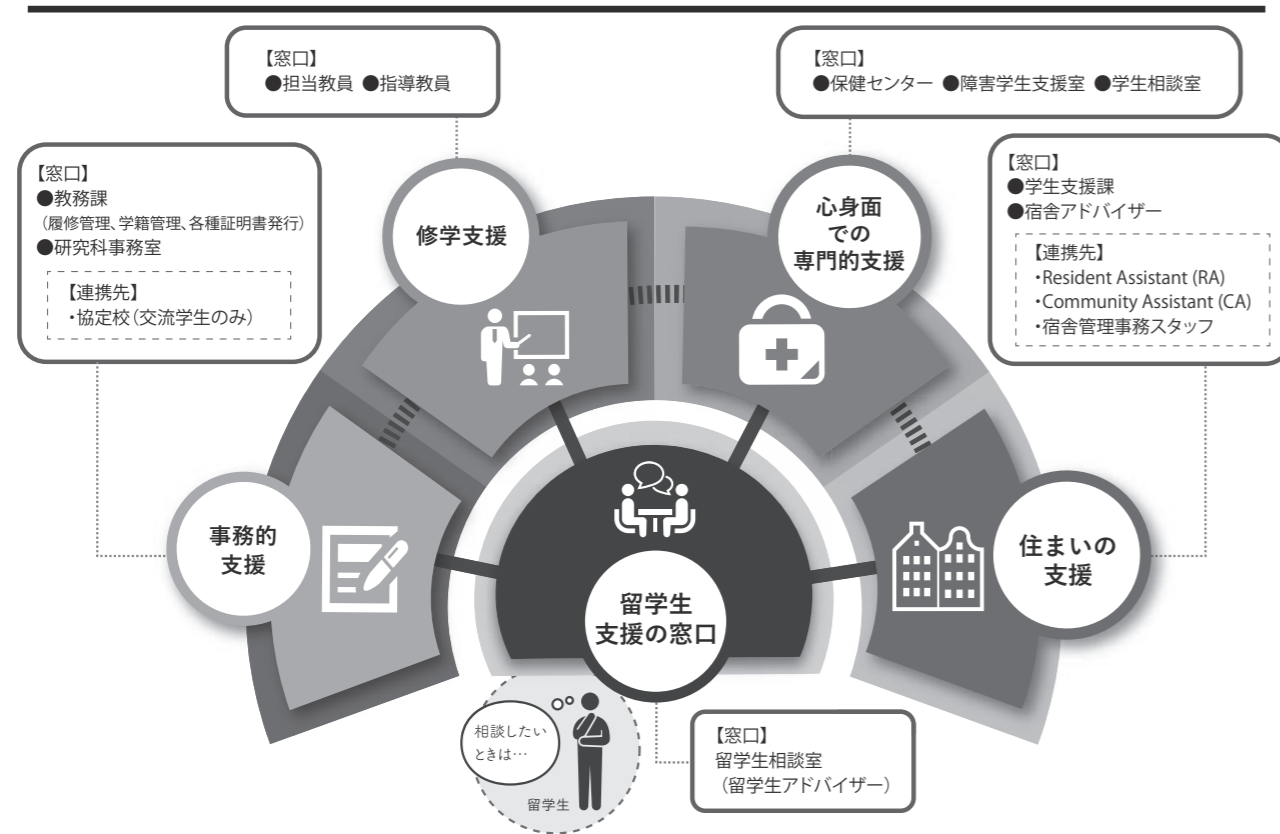 【窓口】
●担当教員 ●指導教員
【窓口】
●保健センター ●障害学生支援室 ●学生相談室
【窓口】
●教務課
（履修管理、学籍管理、各種証明書発行）
●研究科事務室
【連携先】
・協定校（交流学生のみ）
【窓口】
●学生支援課
●宿舎アドバイザー
【連携先】
・Resident Assistant (RA)
・Community Assistant (CA)
・宿舎管理事務スタッフ
修学支援
心身面
での
専門的支援
事務的
支援
住まいの
支援
留学生
支援の窓口
相談したい
ときは…
留学生
【窓口】
留学生相談室
（留学生アドバイザー）